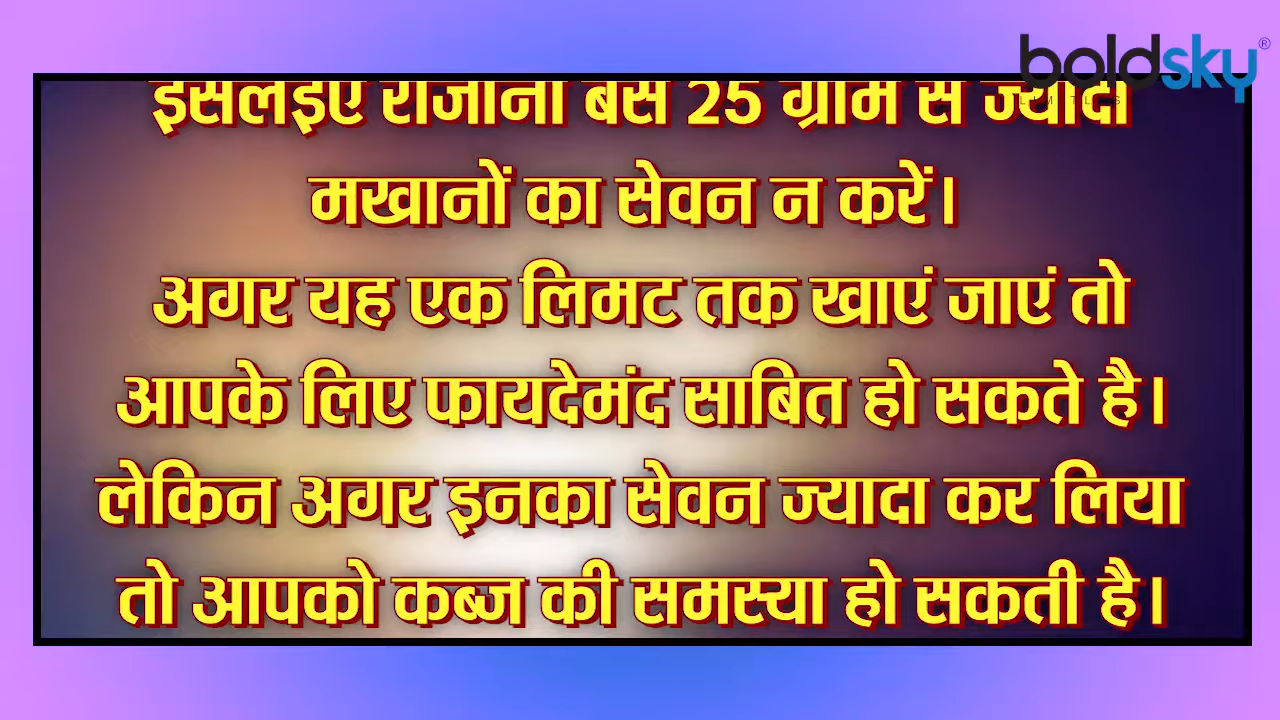 boldsky®
इसलइए रोजाना बस 25 ग्राम से ज्यादा
मखानों का सेवन न करें।
अगर यह एक लिमट तक खाएं जाएं तो
आपके लिए फायदेमंद साबित हो सकते है।
लेकिन अगर इनका सेवन ज्यादा कर लिया
तो आपको कब्ज की समस्या हो सकती है।